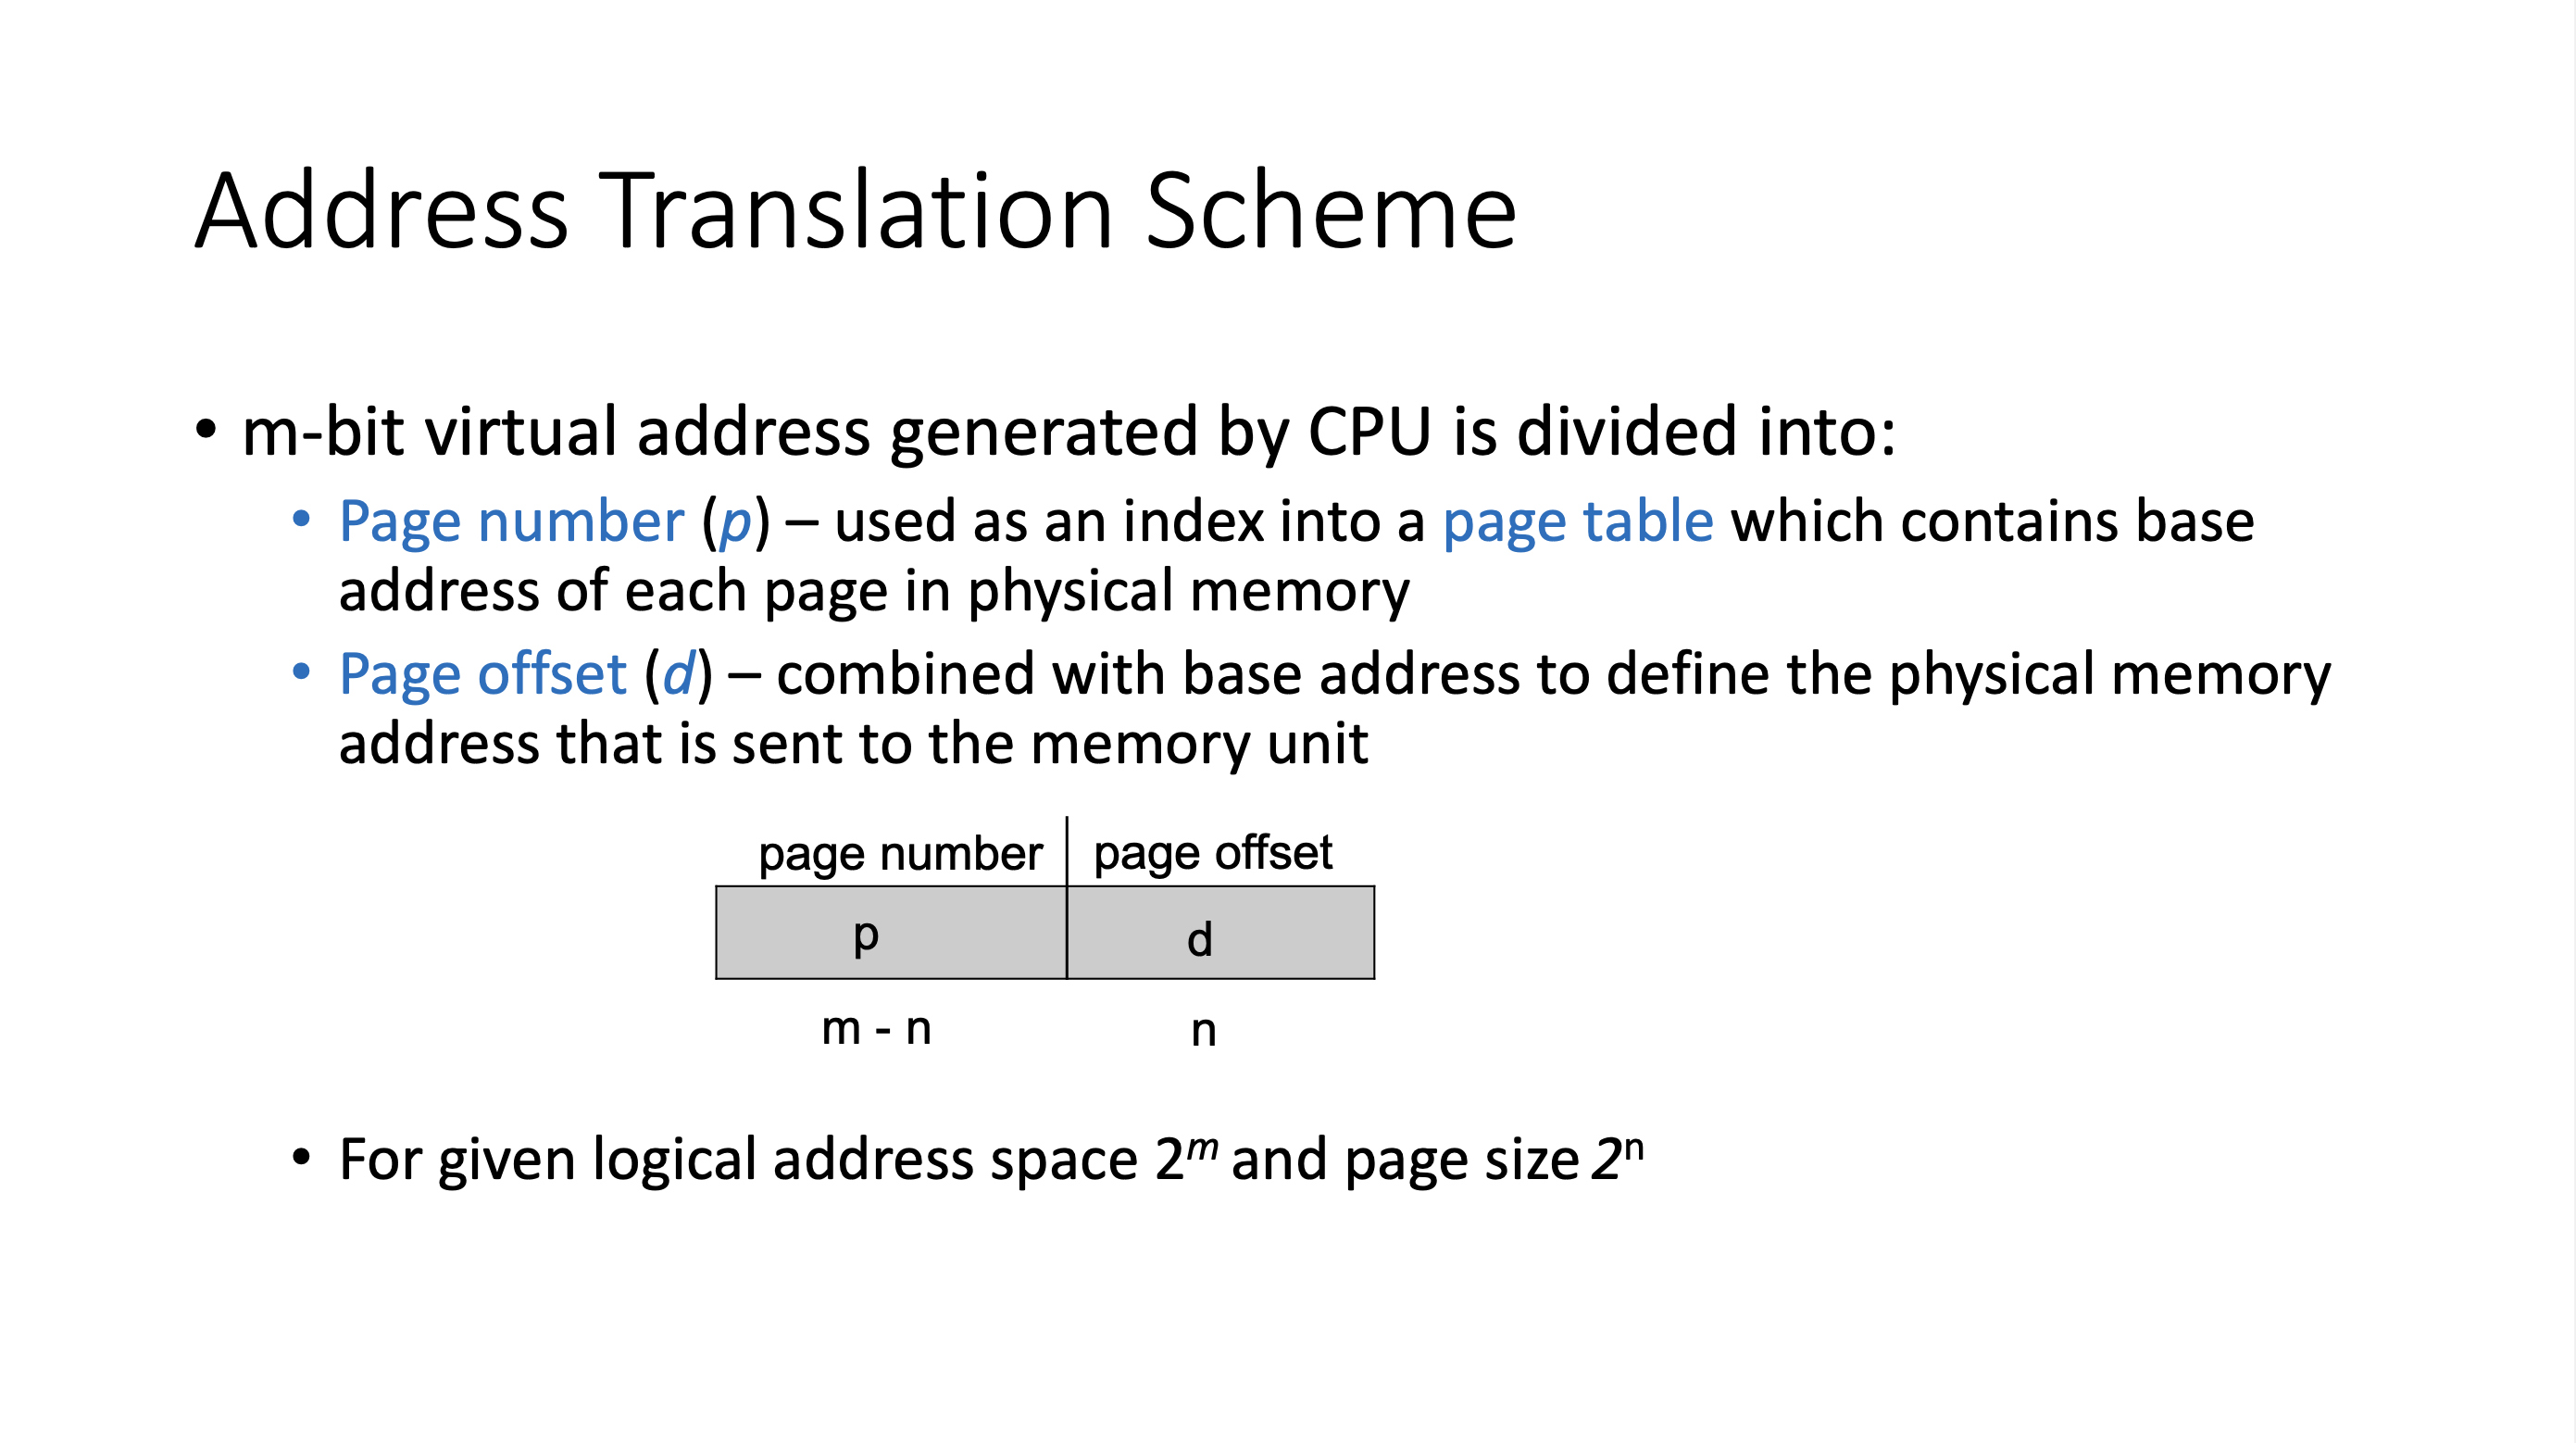 Address Translation Scheme
• m-bit virtual address generated by CPU is divided into:
• Page number (p) – used as an index into a page table which contains base
address of each page in physical memory
• Page offset (d) – combined with base address to define the physical memory
address that is sent to the memory unit
page number page offset
p d
m - n n
• For given logical address space 2^m and page size 2^n